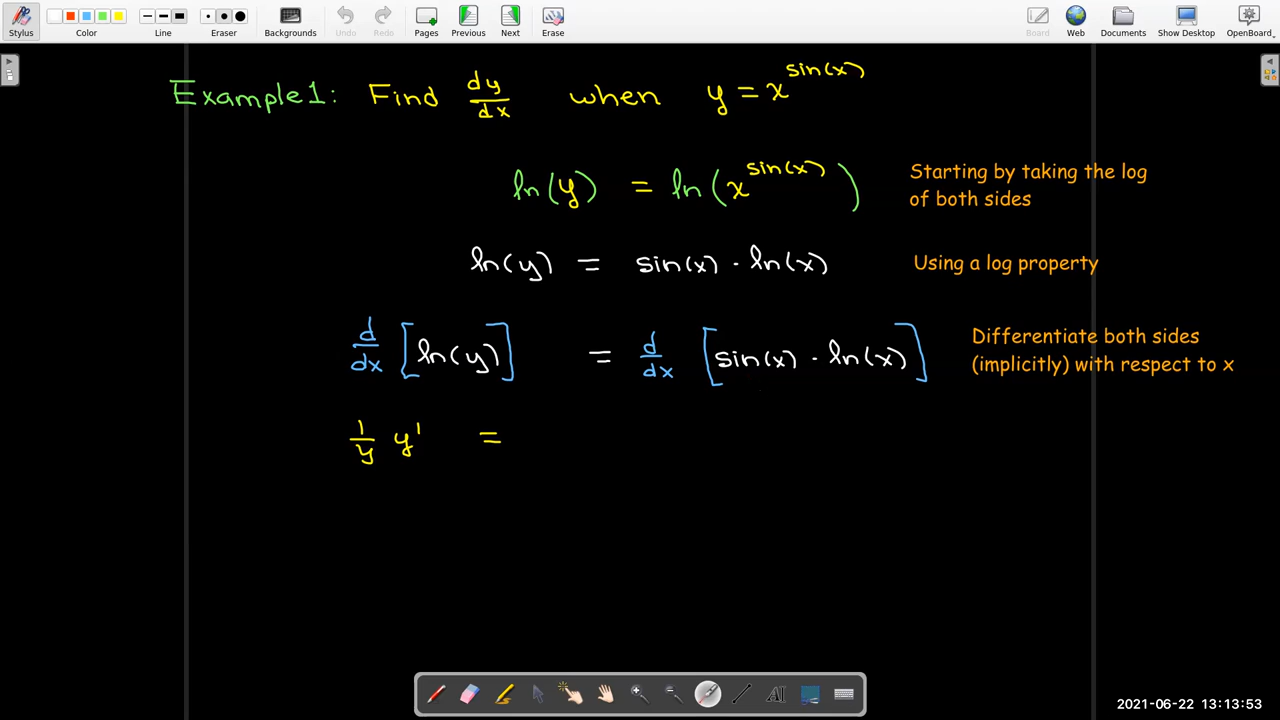 Stylus Color Line Eraser Backgrounds Undo Redo Pages Previous Next Erase Board Web Documents Show Desktop OpenBoard
Example 1: Find dy/dx when y = x^sin(x)
ln(y) = ln(x^sin(x)) Starting by taking the log
of both sides
ln(y) = sin(x) · ln(x) Using a log property
d/dx [ln(y)] = d/dx [sin(x) · ln(x)] Differentiate both sides
(implicitly) with respect to x
1/y y' =
AI
2021-06-22 13:13:53